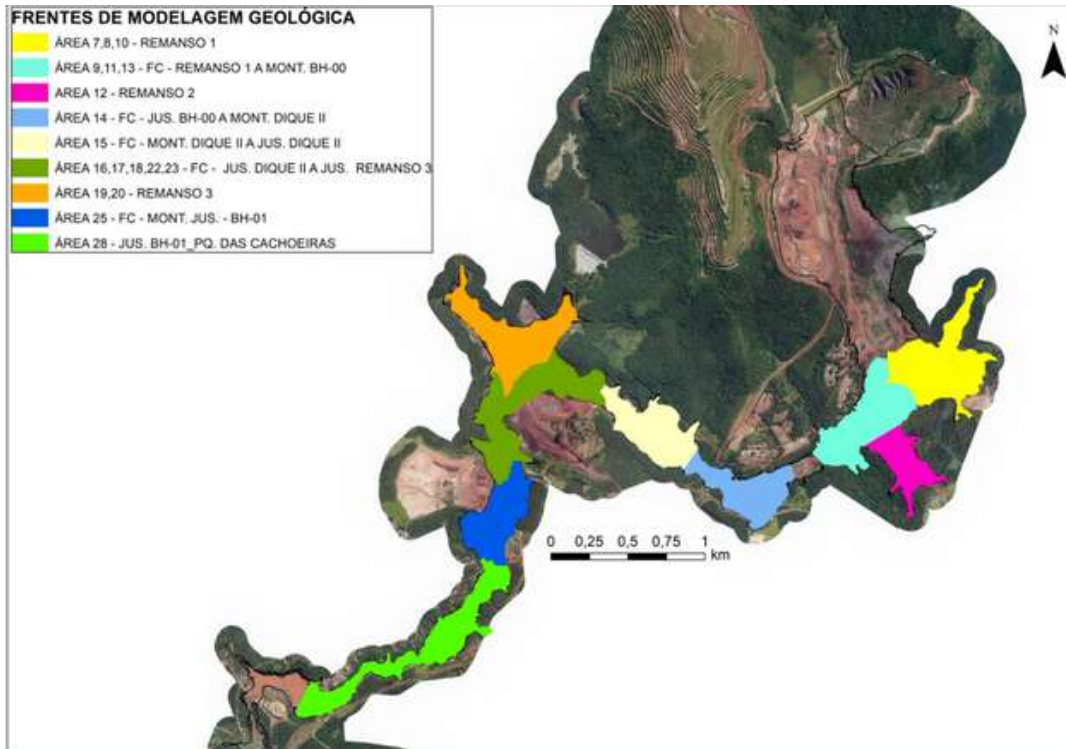 FRENTES DE MODELAGEM GEOLÓGICA
ÁREA 7,8,10 - REMANSO 1
ÁREA 9,11,13 - FC - REMANSO 1 A MONT. BH-00
AREA 12 - REMANSO 2
ÁREA 14 - FC - JUS. BH-00 A MONT. DIQUE II
ÁREA 15 - FC - MONT. DIQUE II A JUS. DIQUE II
ÁREA 16,17,18,22,23 - FC - JUS. DIQUE II A JUS. REMANSO 3
ÁREA 19,20 - REMANSO 3
ÁREA 25 - FC - MONT. JUS. - BH-01
ÁREA 28 - JUS. BH-01_PQ. DAS CACHOEIRAS
N
0 0,25 0,5 0,75 1
km